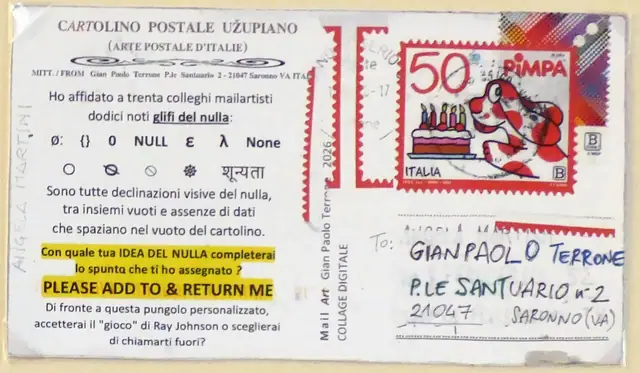 CARTOLINO POSTALE UŽUPIANO
(ARTE POSTALE D'ITALIE)
MITT. / FROM Gian Paolo Terrone P.le Santuario 2 - 21047 Saronno VA ITA
Ho affidato a trenta colleghi mailartisti
dodici noti glifi del nulla:
Ø: {} 0 NULL ε λ None
शून्यता
Sono tutte declinazioni visive del nulla,
tra insiemi vuoti e assenze di dati
che spaziano nel vuoto del cartolino.
Con quale tua IDEA DEL NULLA completerai
lo spunto che ti ho assegnato ?
PLEASE ADD TO & RETURN ME
Di fronte a questa pungolo personalizzato,
accetterai il "gioco" di Ray Johnson o sceglierai
di chiamarti fuori?
ANGELA MARTINI
Mail Art Gian Paolo Terrone 2026/
COLLAGE DIGITALE
50
PiMPA
ITALIA
B
B
To:
ANGELA
GIANPAOLO TERRONE
P.LE SANTUARIO n° 2
21047 SARONNO (VA)